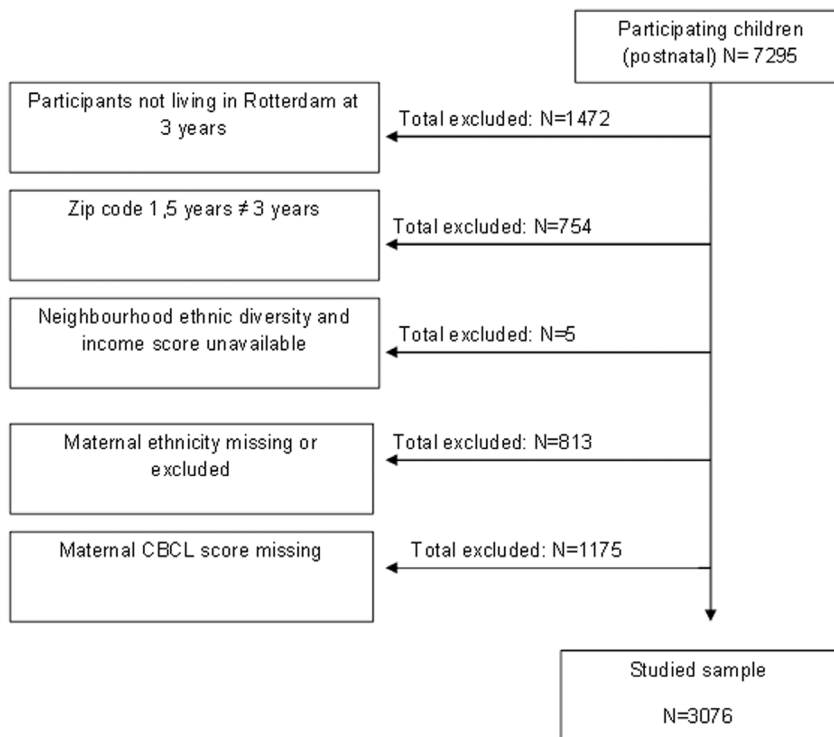 Participating children
(postnatal) N= 7295
Participants not living in Rotterdam at
3 years
Total excluded: N=1472
Zip code 1,5 years ≠ 3 years
Total excluded: N=754
Neighbourhood ethnic diversity and
income score unavailable
Total excluded: N=5
Maternal ethnicity missing or
excluded
Total excluded: N=813
Maternal CBCL score missing
Total excluded: N=1175
Studied sample
N=3076